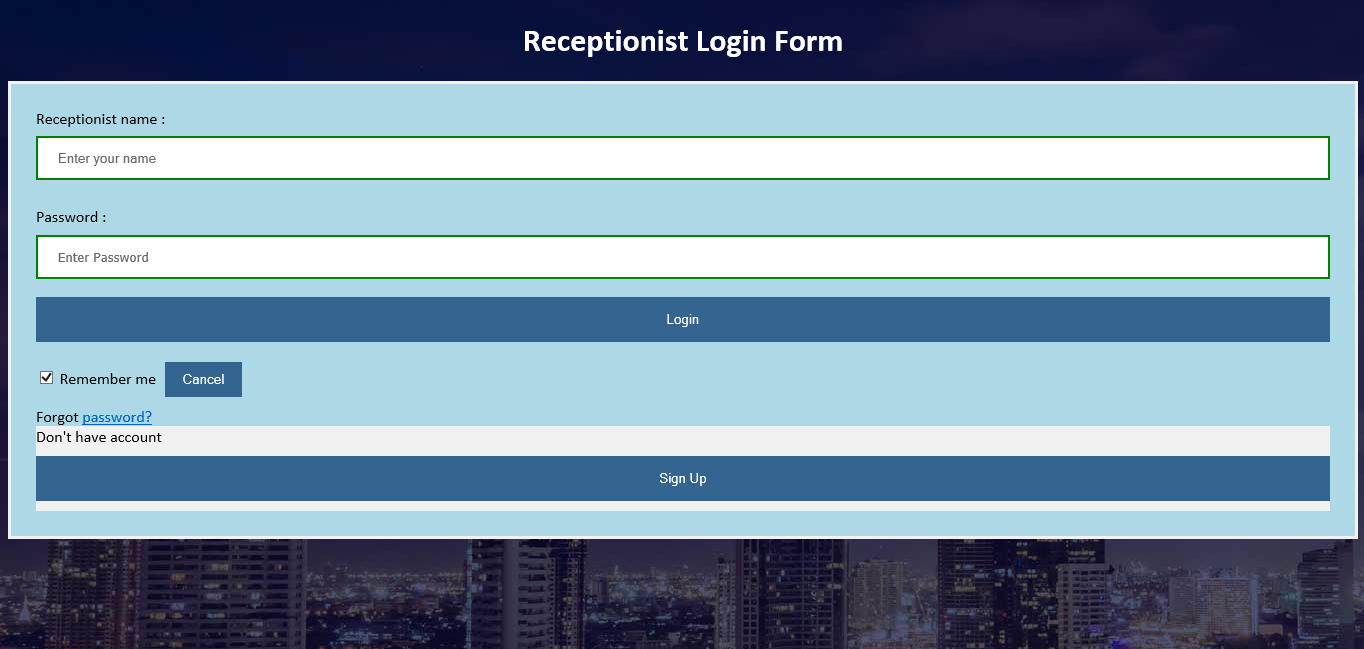 Receptionist Login Form
Receptionist name :
Enter your name
Password :
Enter Password
Login
Remember me Cancel
Forgot password?
Don't have account
Sign Up